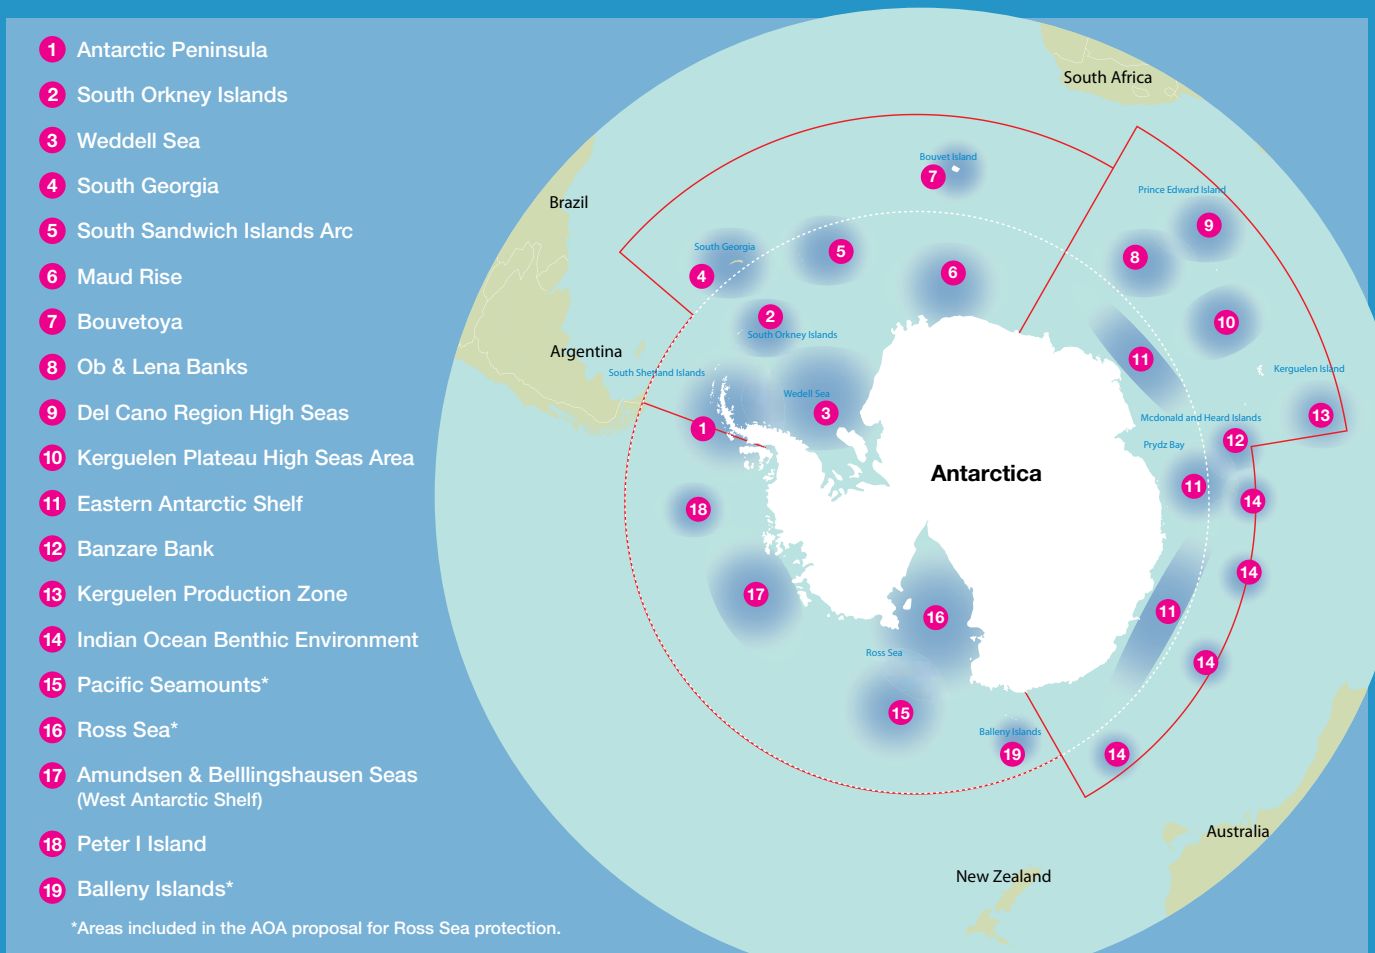 1 Antarctic Peninsula
2 South Orkney Islands
3 Weddell Sea
4 South Georgia
5 South Sandwich Islands Arc
6 Maud Rise
7 Bouvetoya
8 Ob & Lena Banks
9 Del Cano Region High Seas
10 Kerguelen Plateau High Seas Area
11 Eastern Antarctic Shelf
12 Banzare Bank
13 Kerguelen Production Zone
14 Indian Ocean Benthic Environment
15 Pacific Seamounts*
16 Ross Sea*
17 Amundsen & Belllingshausen Seas
(West Antarctic Shelf)
18 Peter I Island
19 Balleny Islands*
*Areas included in the AOA proposal for Ross Sea protection.
South Africa
Bouvet Island
7
Prince Edward Island
9
Brazil
South Georgia
4
5
8
6
2
10
South Orkney Islands
Argentina
11
South Shetland Islands
Kerguelen Island
Wedell Sea
3
13
Mcdonald and Heard Islands
1
12
Prydz Bay
Antarctica
11
14
18
14
17
11
16
Ross Sea
14
15
Balleny Islands
19
14
Australia
New Zealand